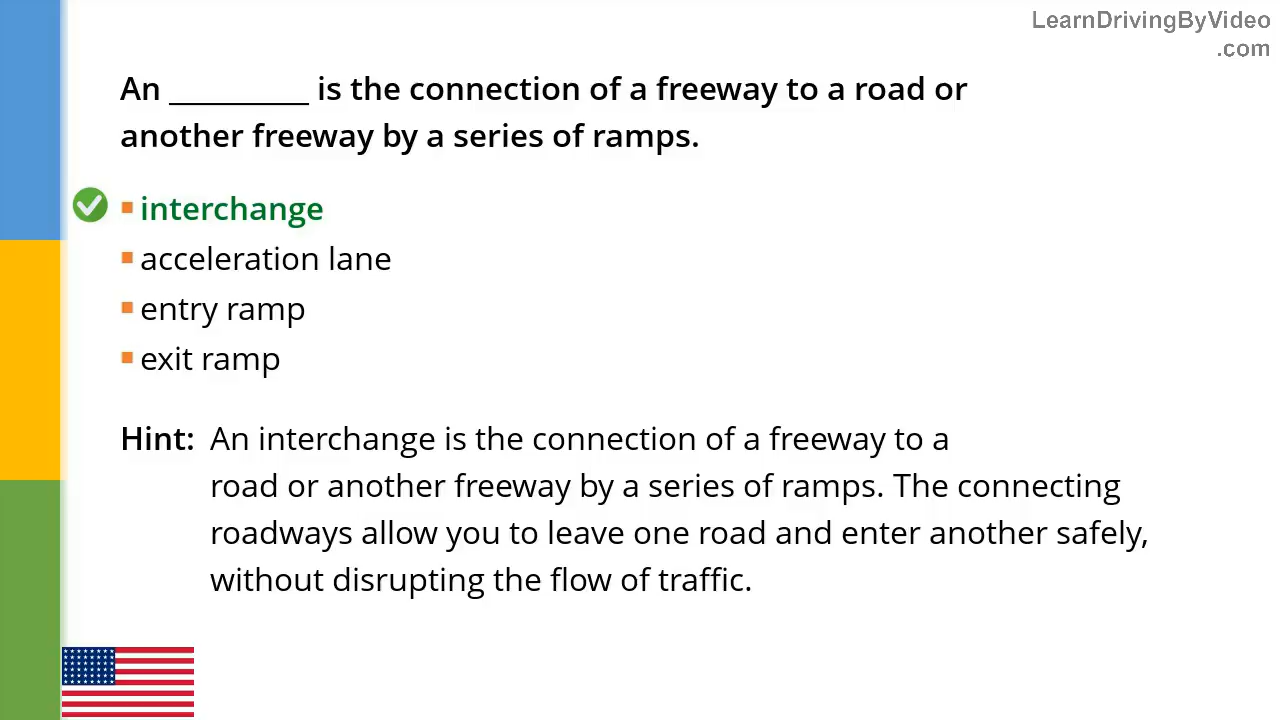 LearnDrivingByVideo
.com
An __________ is the connection of a freeway to a road or
another freeway by a series of ramps.
interchange
acceleration lane
entry ramp
exit ramp
Hint: An interchange is the connection of a freeway to a
road or another freeway by a series of ramps. The connecting
roadways allow you to leave one road and enter another safely,
without disrupting the flow of traffic.